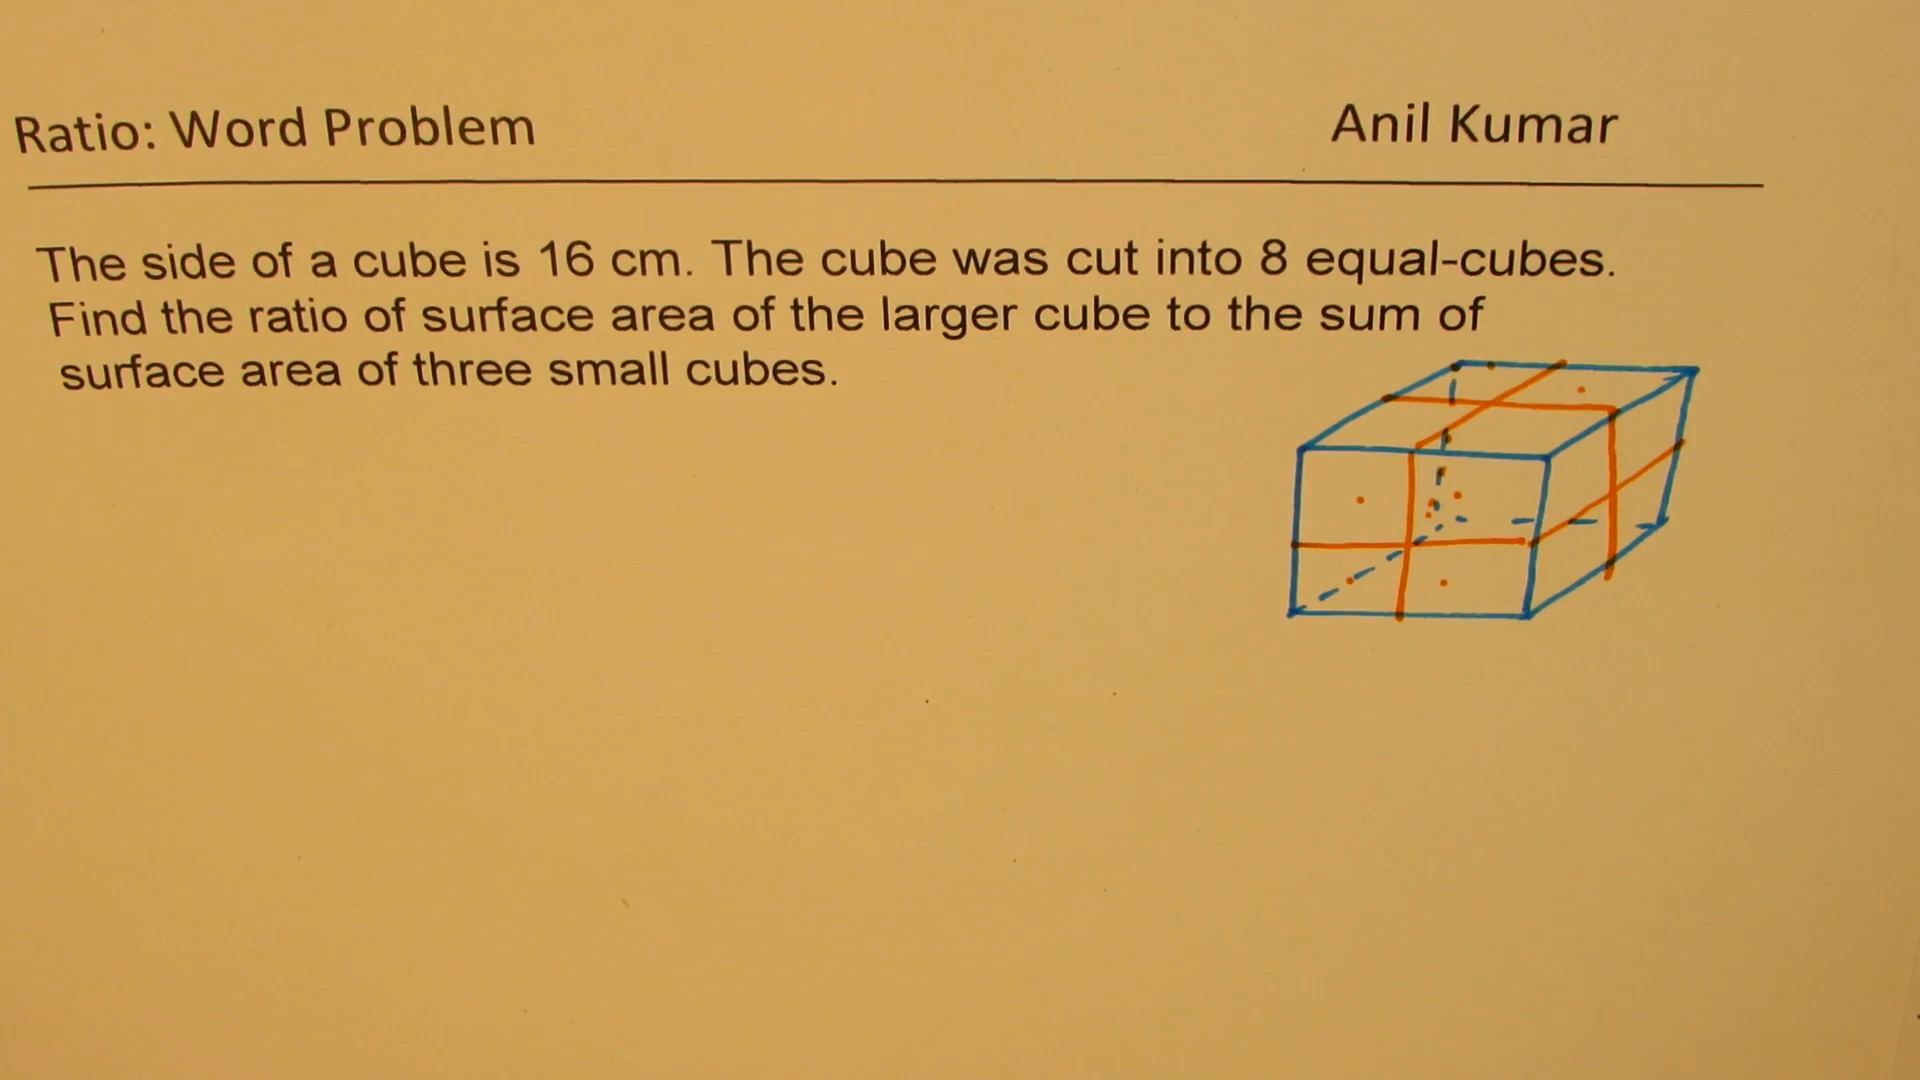 Ratio: Word Problem
Anil Kumar
The side of a cube is 16 cm. The cube was cut into 8 equal-cubes.
Find the ratio of surface area of the larger cube to the sum of
surface area of three small cubes.